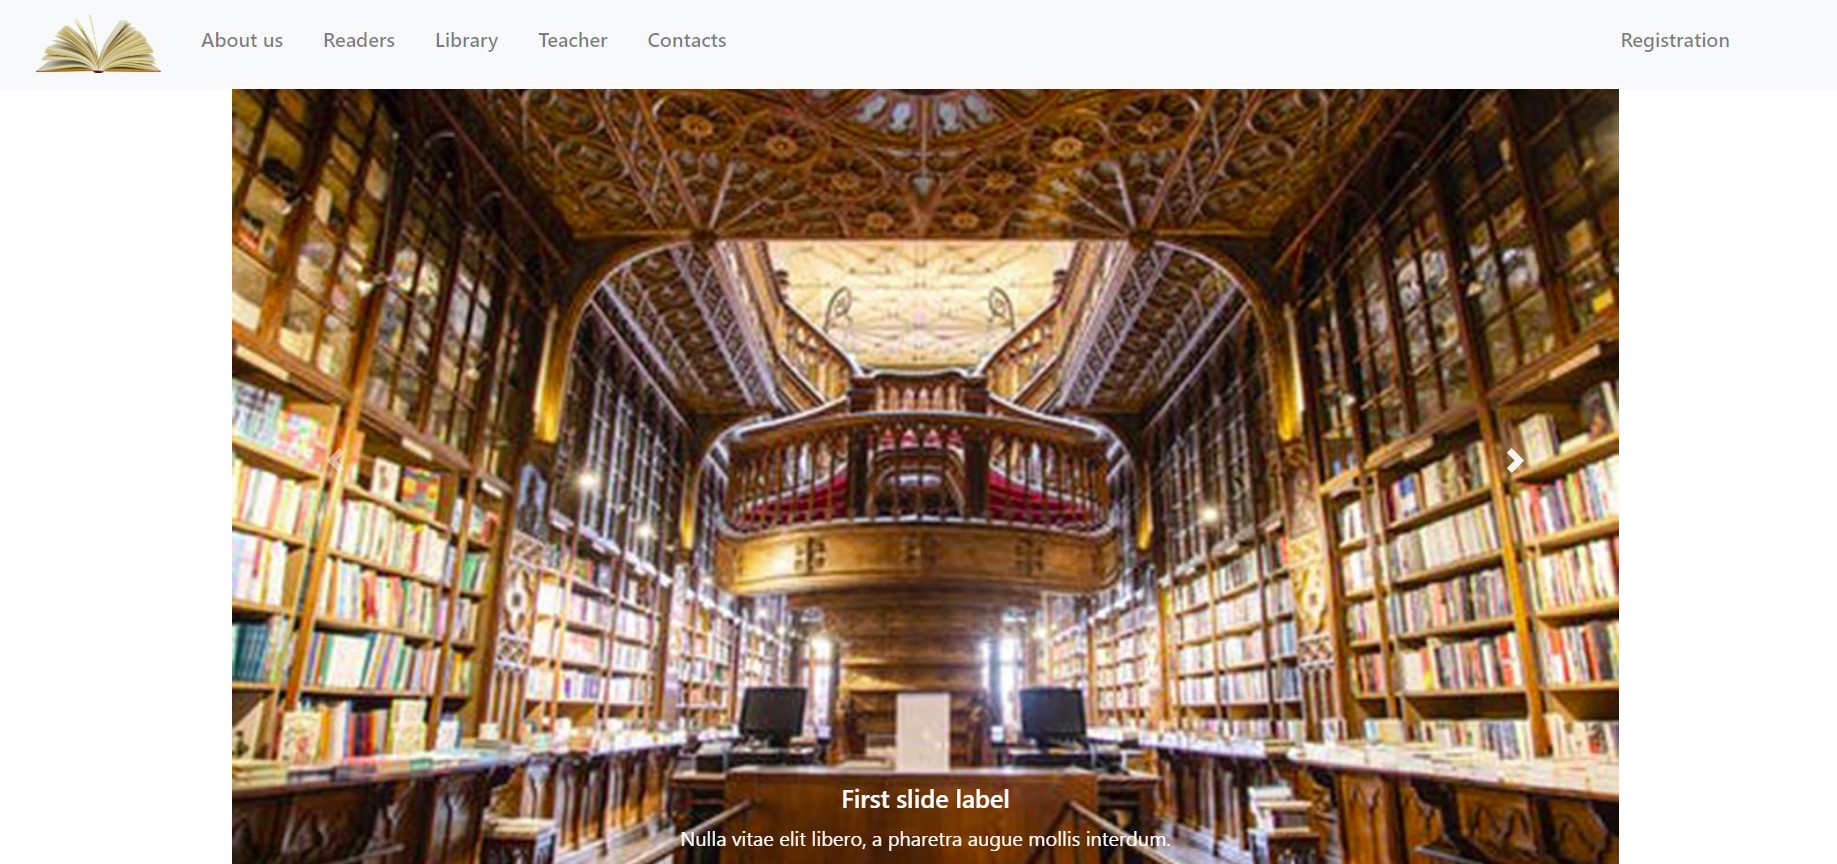 About us
Readers
Library
Teacher
Contacts
Registration
First slide label
Nulla vitae elit libero, a pharetra augue mollis interdum.